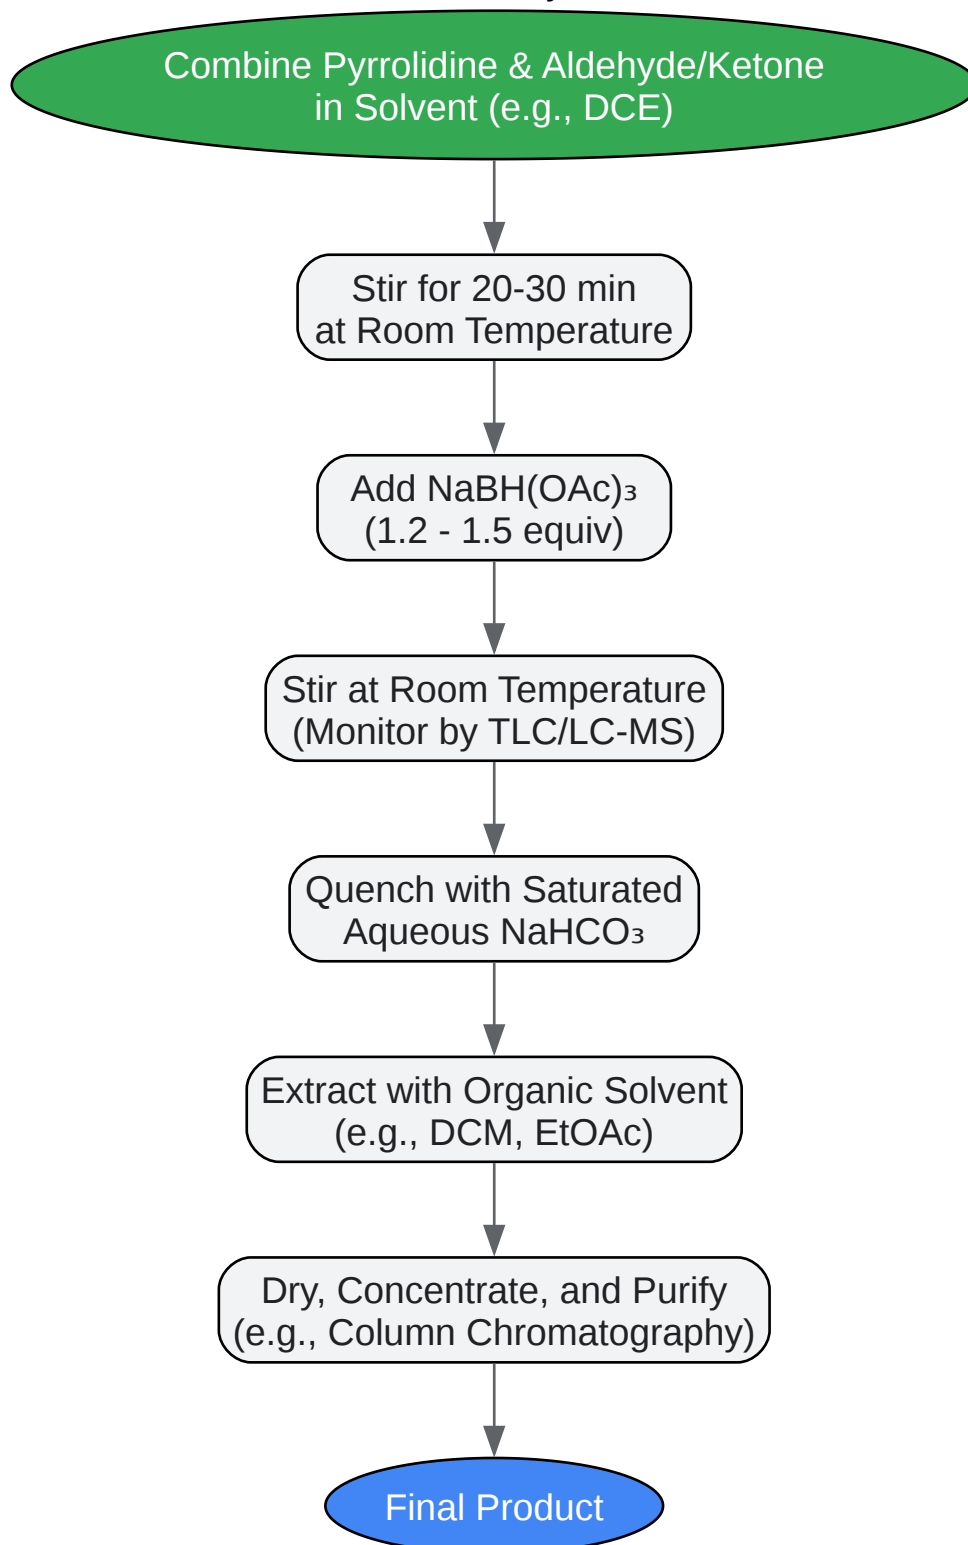 Combine Pyrrolidine & Aldehyde/Ketone
in Solvent (e.g., DCE)
Stir for 20-30 min
at Room Temperature
Add NaBH(OAc)₃
(1.2 - 1.5 equiv)
Stir at Room Temperature
(Monitor by TLC/LC-MS)
Quench with Saturated
Aqueous NaHCO₃
Extract with Organic Solvent
(e.g., DCM, EtOAc)
Dry, Concentrate, and Purify
(e.g., Column Chromatography)
Final Product